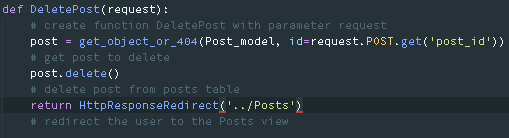 def DeletePost(request):
    # create function DeletePost with parameter request
    post = get_object_or_404(Post_model, id=request.POST.get('post_id'))
    # get post to delete
    post.delete()
    # delete post from posts table
    return HttpResponseRedirect('../Posts')
    # redirect the user to the Posts view